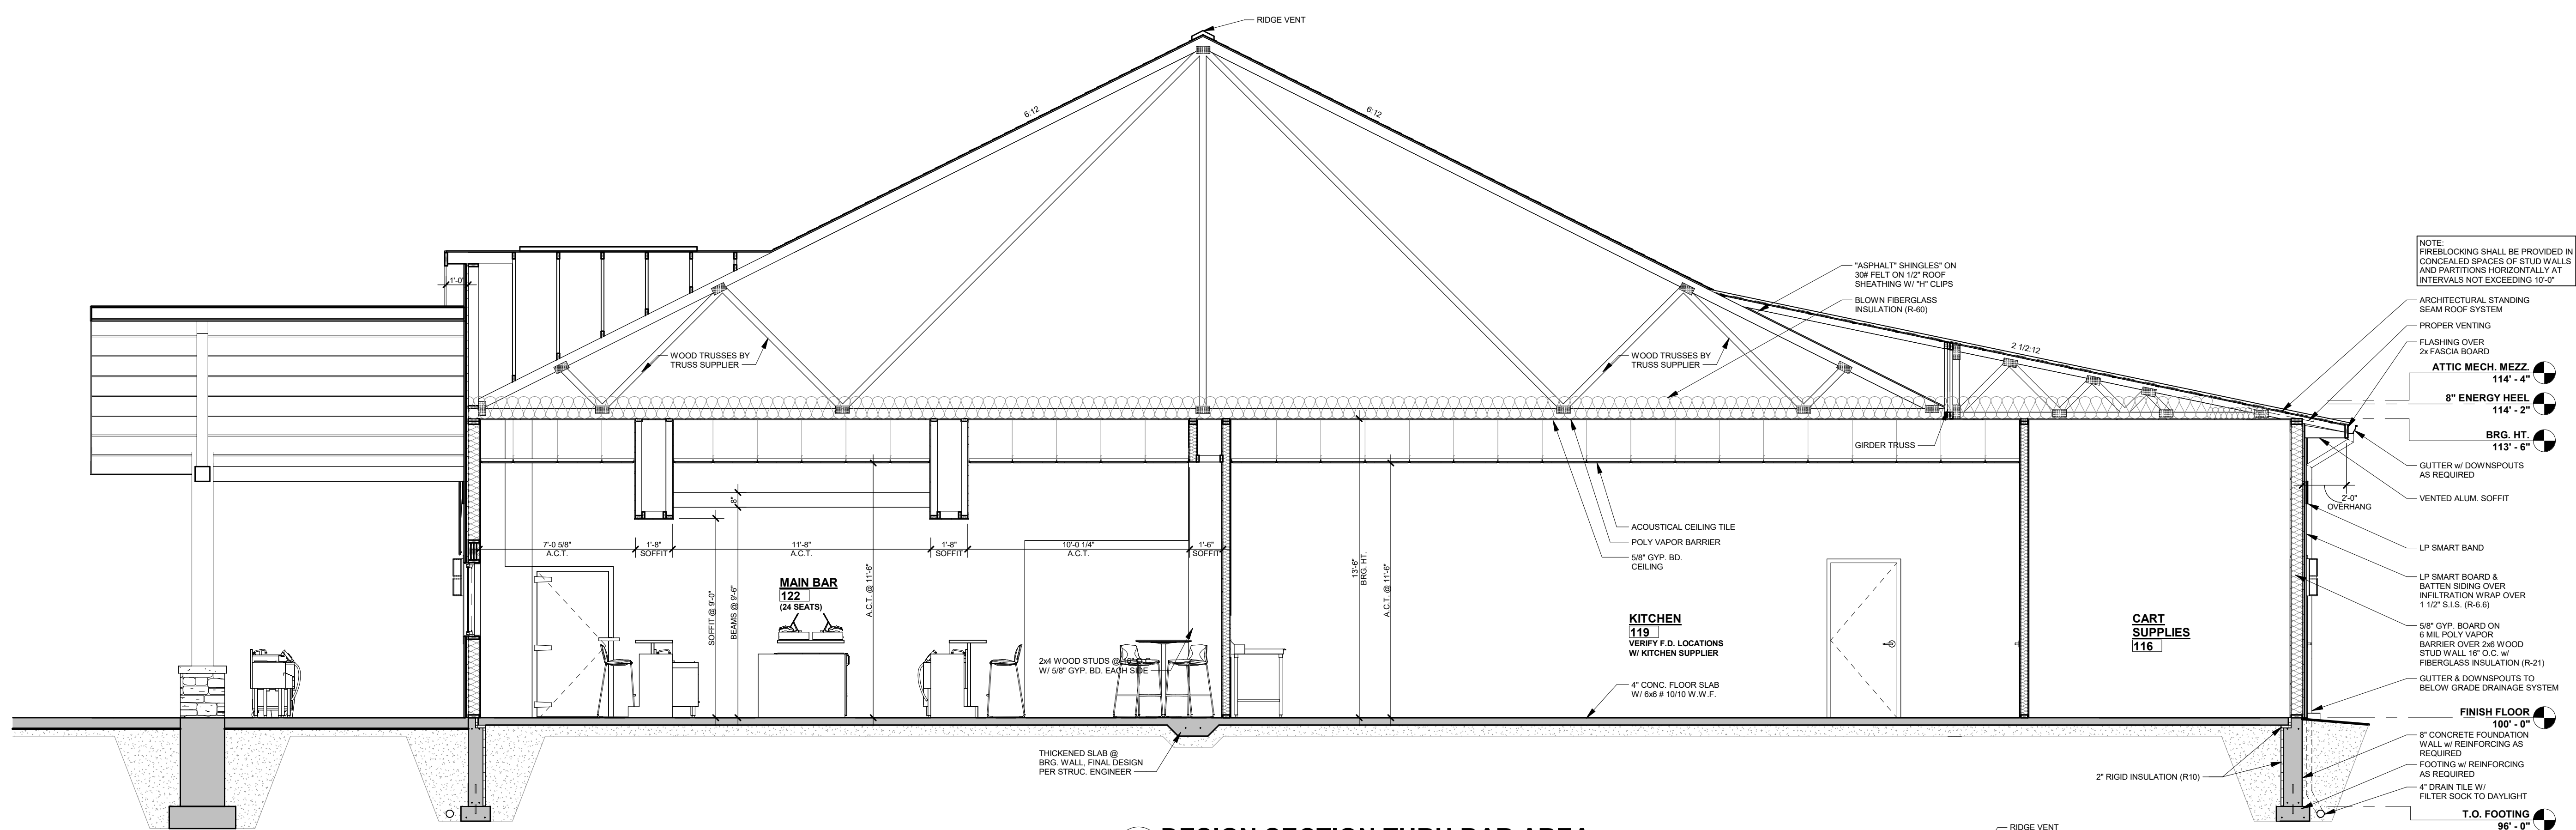 RIDGE VENT
6:12
6:12
NOTE:
FIREBLOCKING SHALL BE PROVIDED IN
CONCEALED SPACES OF STUD WALLS
AND PARTITIONS HORIZONTALLY AT
INTERVALS NOT EXCEEDING 10'-0"
"ASPHALT" SHINGLES" ON
30# FELT ON 1/2" ROOF
SHEATHING W/ "H" CLIPS
BLOWN FIBERGLASS
INSULATION (R-60)
1'-0"
ARCHITECTURAL STANDING
SEAM ROOF SYSTEM
PROPER VENTING
FLASHING OVER
2x FASCIA BOARD
2 1/2:12
WOOD TRUSSES BY
TRUSS SUPPLIER
WOOD TRUSSES BY
TRUSS SUPPLIER
ATTIC MECH. MEZZ.
114' - 4"
8" ENERGY HEEL
114' - 2"
BRG. HT.
113' - 6"
GIRDER TRUSS
GUTTER w/ DOWNSPOUTS
AS REQUIRED
VENTED ALUM. SOFFIT
2'-0"
OVERHANG
8"
ACOUSTICAL CEILING TILE
POLY VAPOR BARRIER
5/8" GYP. BD.
CEILING
LP SMART BAND
7'-0 5/8"
A.C.T.
1'-8"
SOFFIT
11'-8"
A.C.T.
1'-8"
SOFFIT
10'-0 1/4"
A.C.T.
1'-6"
SOFFIT
13'-6"
BRG. HT.
SOFFIT @ 9'-0"
BEAMS @ 9'-6"
A.C.T. @ 11'-6"
A.C.T. @ 11'-6"
MAIN BAR
122
(24 SEATS)
LP SMART BOARD &
BATTEN SIDING OVER
INFILTRATION WRAP OVER
1 1/2" S.I.S. (R-6.6)
KITCHEN
119
VERIFY F.D. LOCATIONS
W/ KITCHEN SUPPLIER
CART
SUPPLIES
116
5/8" GYP. BOARD ON
6 MIL POLY VAPOR
BARRIER OVER 2x6 WOOD
STUD WALL 16" O.C. w/
FIBERGLASS INSULATION (R-21)
2x4 WOOD STUDS @ 16" O.C.
W/ 5/8" GYP. BD. EACH SIDE
4" CONC. FLOOR SLAB
W/ 6x6 # 10/10 W.W.F.
GUTTER & DOWNSPOUTS TO
BELOW GRADE DRAINAGE SYSTEM
FINISH FLOOR
100' - 0"
THICKENED SLAB @
BRG. WALL, FINAL DESIGN
PER STRUC. ENGINEER
8" CONCRETE FOUNDATION
WALL w/ REINFORCING AS
REQUIRED
2" RIGID INSULATION (R10)
FOOTING w/ REINFORCING
AS REQUIRED
4" DRAIN TILE W/
FILTER SOCK TO DAYLIGHT
T.O. FOOTING
96' - 0"
DESIGN SECTION THRU BAR AREA
RIDGE VENT